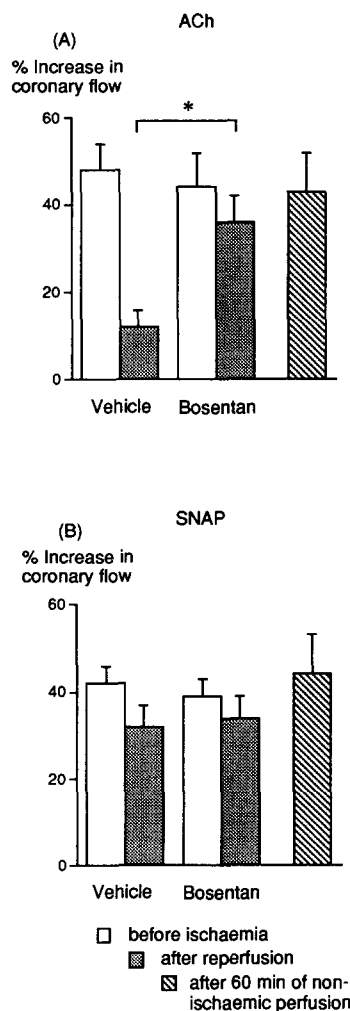 ACh
(A)
% Increase in
coronary flow
*
60
40
20
0
Vehicle Bosentan
SNAP
(B)
% Increase in
coronary flow
60
40
20
0
Vehicle Bosentan
before ischaemia
after reperfusion
after 60 min of non-
ischaemic perfusion